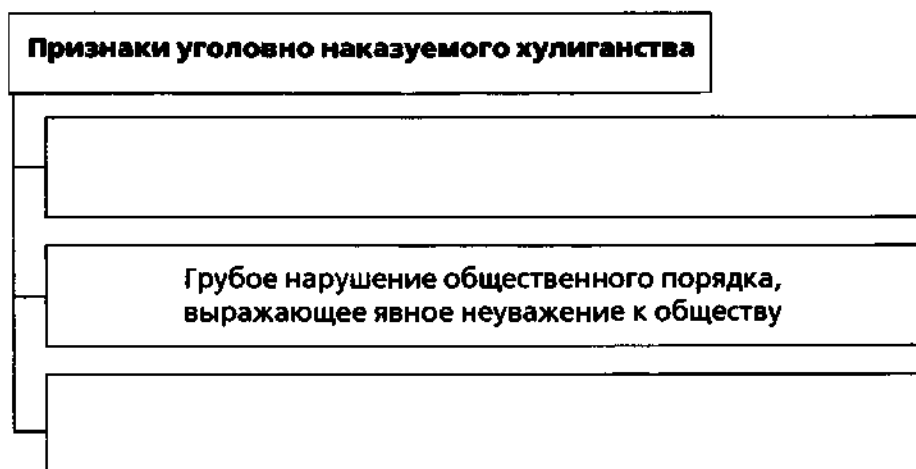 Признаки уголовно наказуемого хулиганства
Грубое нарушение общественного порядка,
выражающее явное неуважение к обществу